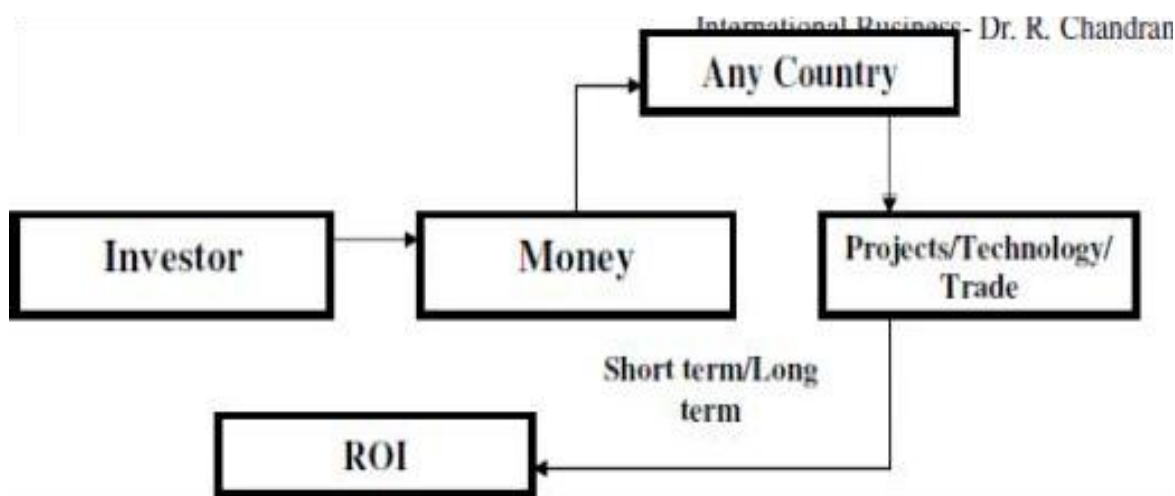 International Business- Dr. R. Chandran
Any Country
Investor
Money
Projects/Technology/
Trade
Short term/Long
term
ROI